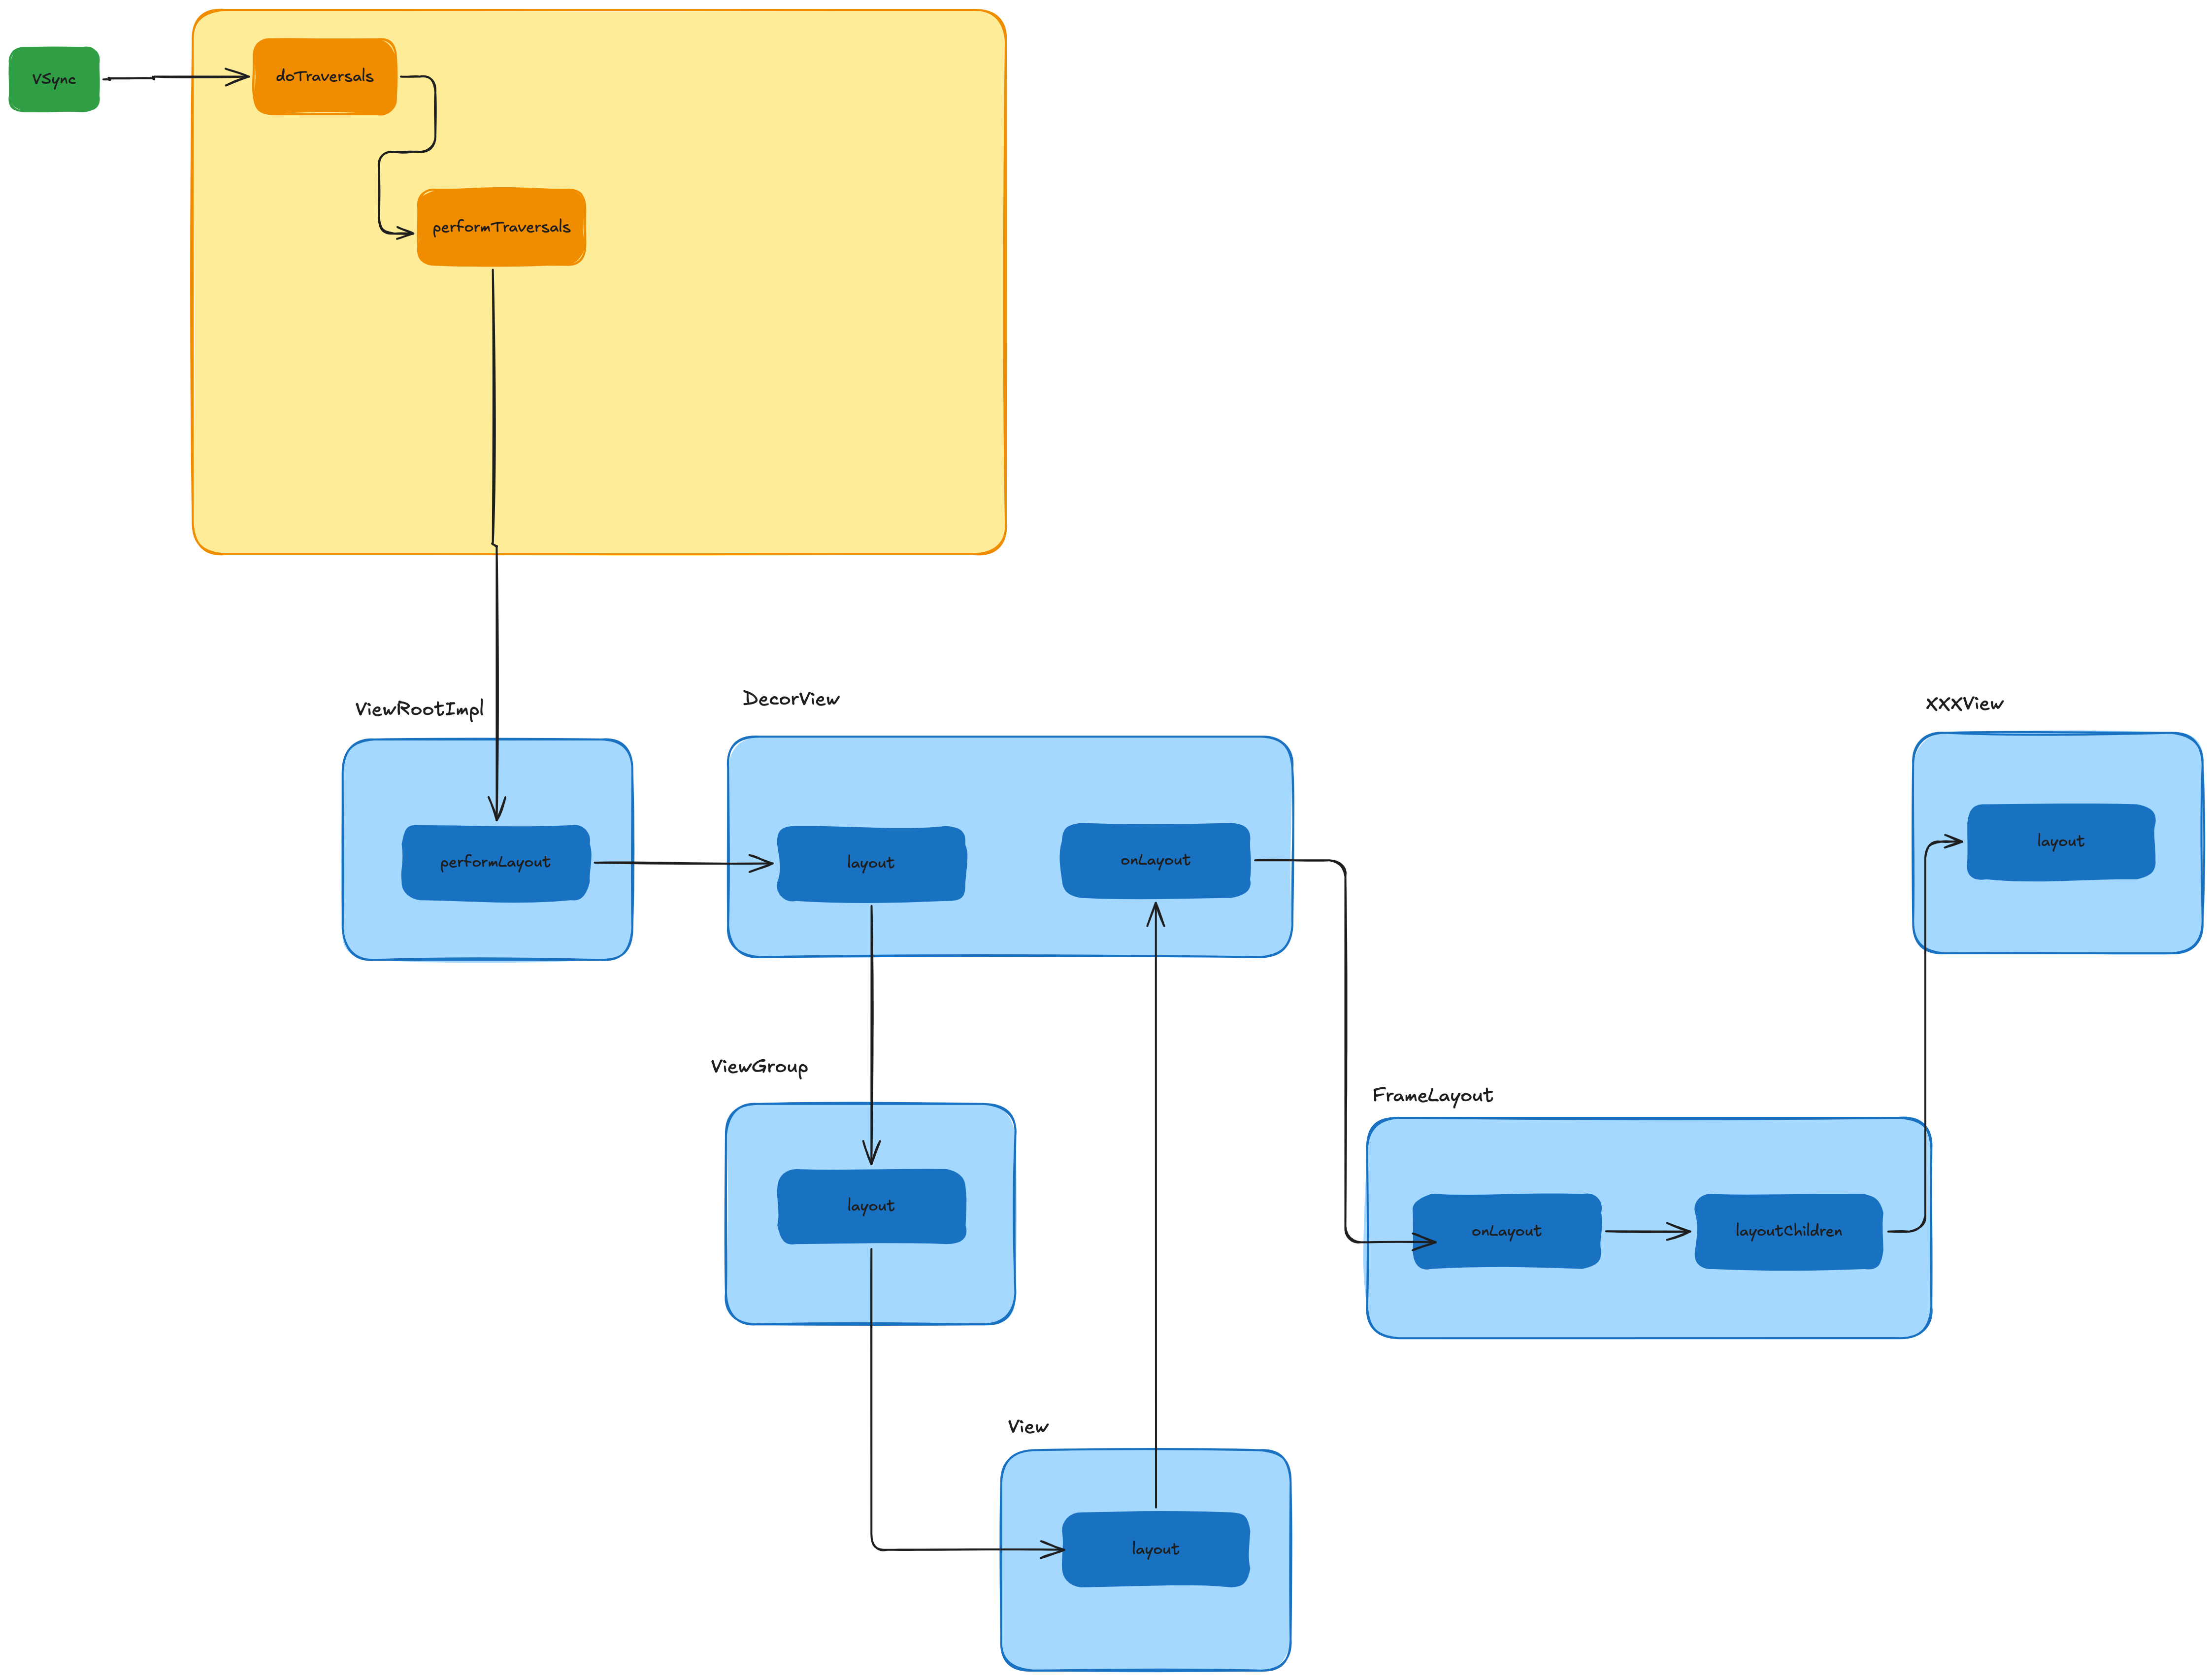 VSync
doTraversals
performTraversals
ViewRootImpl
DecorView
XXXView
performLayout
layout
onLayout
layout
ViewGroup
FrameLayout
layout
onLayout
layoutChildren
View
layout